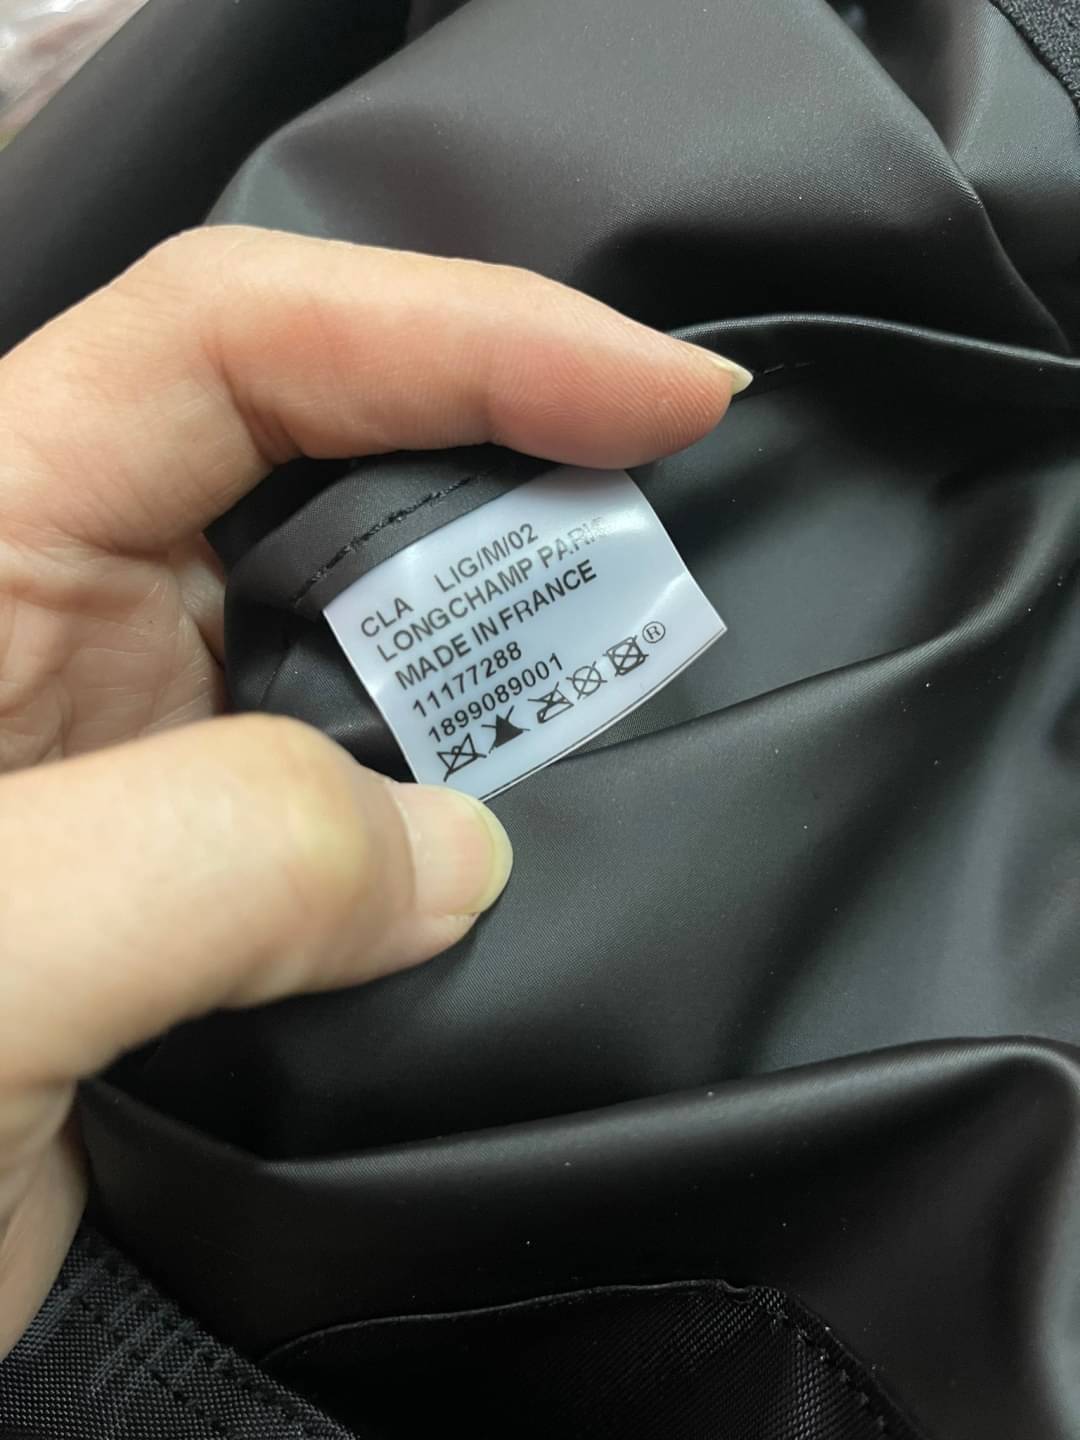 CLA LIG/M/02
LONGCHAMP PARIS
MADE IN FRANCE
11177288
1899089001
®